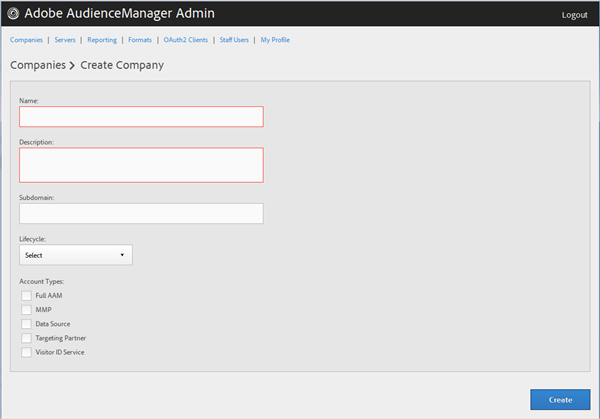 Adobe AudienceManager Admin
Logout
Companies | Servers | Reporting | Formats | OAuth2 Clients | Staff Users | My Profile
Companies > Create Company
Name:
Description:
Subdomain:
Lifecycle:
Select
Account Types:
Full AAM
MMP
Data Source
Targeting Partner
Visitor ID Service
Create